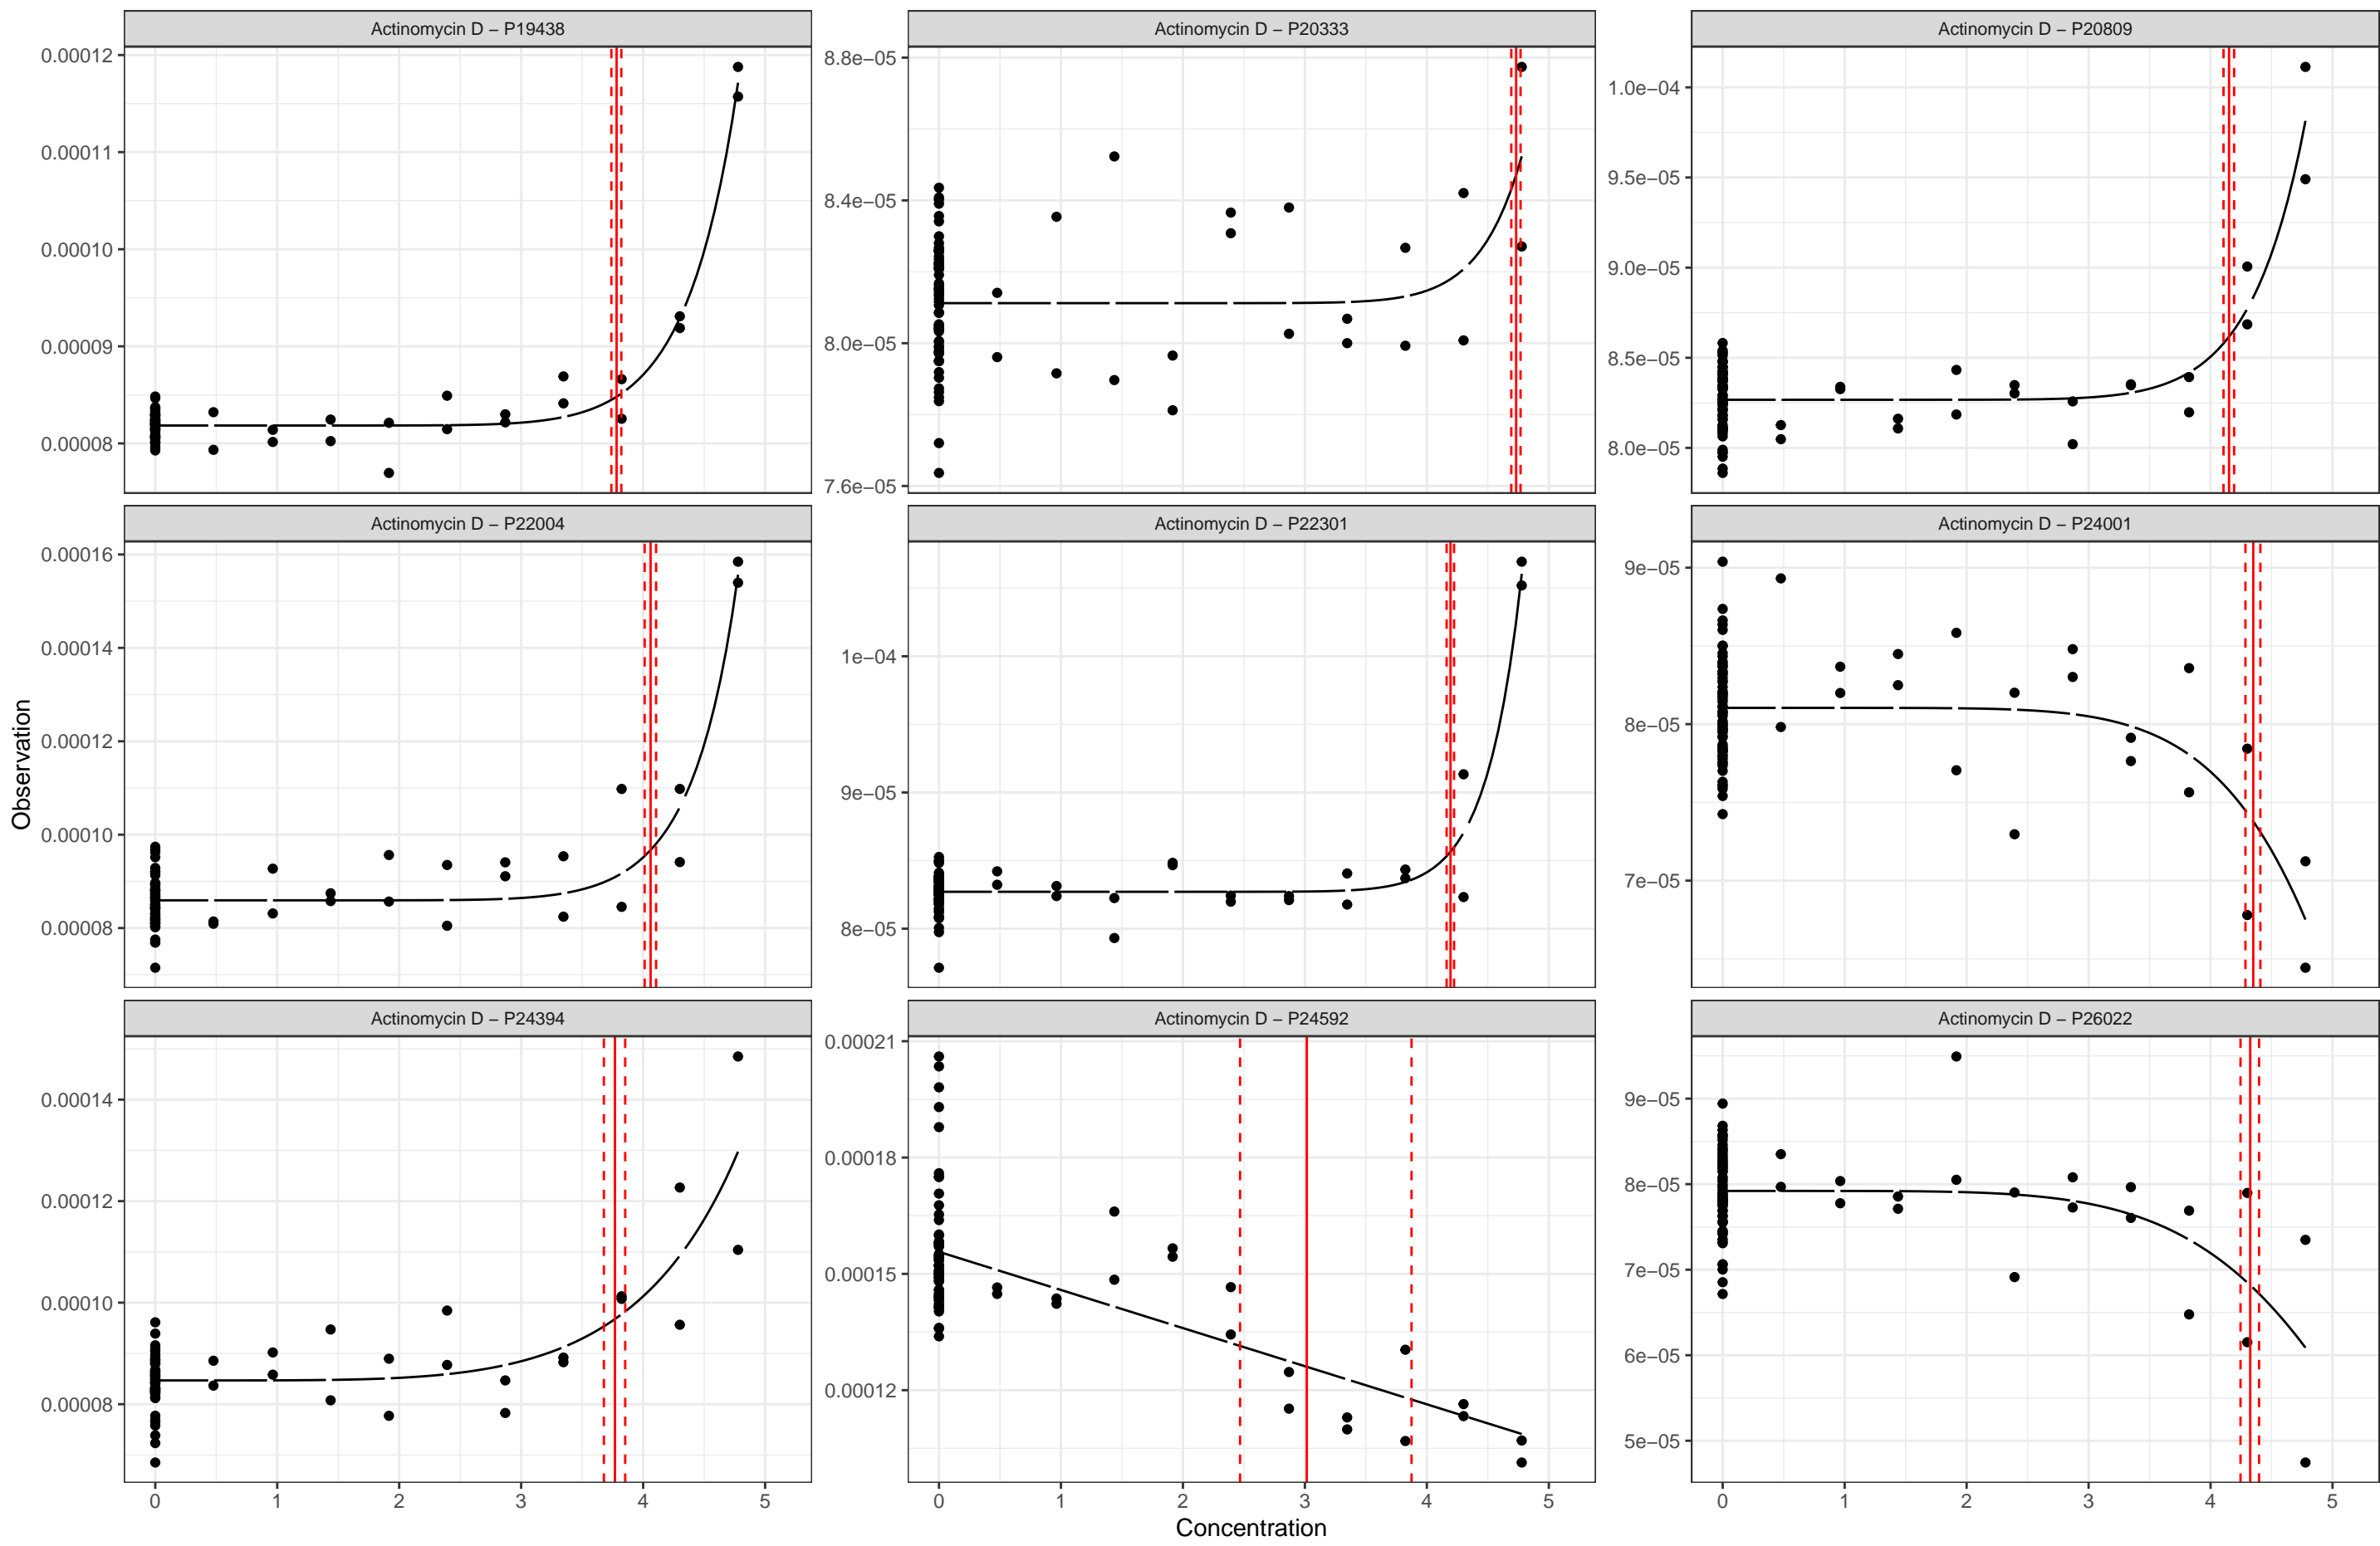 Actinomycin D – P19438
Actinomycin D – P20333
Actinomycin D – P20809
0.00012
0.00011
0.00010
0.00009
0.00008
8.8e−05
8.4e−05
8.0e−05
7.6e−05
1.0e−04
9.5e−05
9.0e−05
8.5e−05
8.0e−05
Actinomycin D – P22004
Actinomycin D – P22301
Actinomycin D – P24001
0.00016
0.00014
0.00012
0.00010
0.00008
1e−04
9e−05
8e−05
9e−05
8e−05
7e−05
Observation
Actinomycin D – P24394
Actinomycin D – P24592
Actinomycin D – P26022
0.00014
0.00012
0.00010
0.00008
0.00021
0.00018
0.00015
0.00012
9e−05
8e−05
7e−05
6e−05
5e−05
0 1 2 3 4 5
0 1 2 3 4 5
0 1 2 3 4 5
Concentration